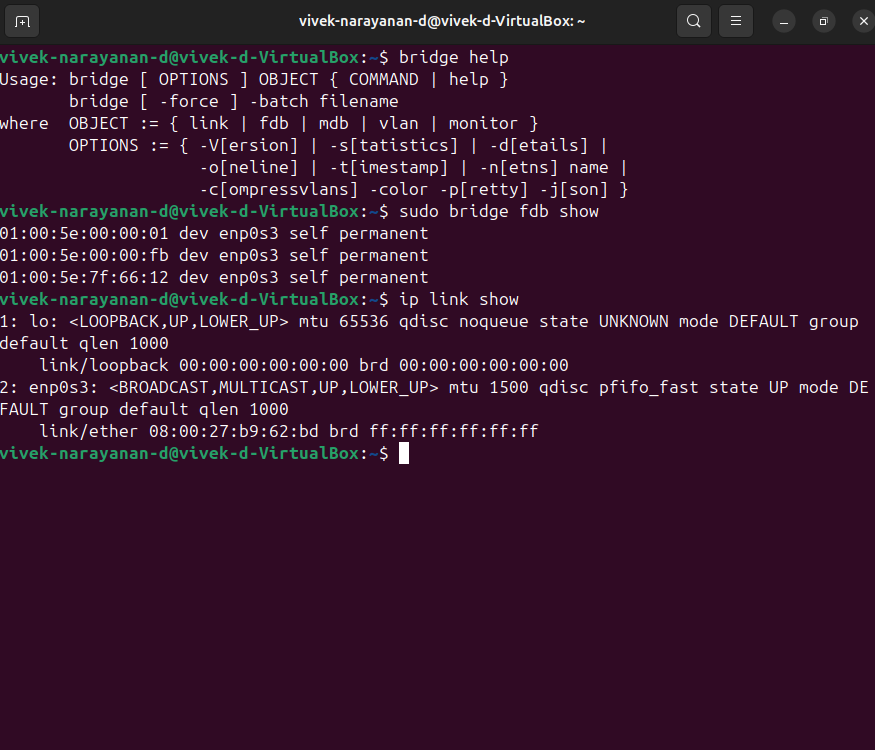 vivek-narayanan-d@vivek-d-VirtualBox: ~
vivek-narayanan-d@vivek-d-VirtualBox:~$ bridge help
Usage: bridge [ OPTIONS ] OBJECT { COMMAND | help }
       bridge [ -force ] -batch filename
where  OBJECT := { link | fdb | mdb | vlan | monitor }
       OPTIONS := { -V[ersion] | -s[tatistics] | -d[etails] |
                    -o[neline] | -t[imestamp] | -n[etns] name |
                    -c[ompressvlans] -color -p[retty] -j[son] }
vivek-narayanan-d@vivek-d-VirtualBox:~$ sudo bridge fdb show
01:00:5e:00:00:01 dev enp0s3 self permanent
01:00:5e:00:00:fb dev enp0s3 self permanent
01:00:5e:7f:66:12 dev enp0s3 self permanent
vivek-narayanan-d@vivek-d-VirtualBox:~$ ip link show
1: lo: <LOOPBACK,UP,LOWER_UP> mtu 65536 qdisc noqueue state UNKNOWN mode DEFAULT group
default qlen 1000
    link/loopback 00:00:00:00:00:00 brd 00:00:00:00:00:00
2: enp0s3: <BROADCAST,MULTICAST,UP,LOWER_UP> mtu 1500 qdisc pfifo_fast state UP mode DE
FAULT group default qlen 1000
    link/ether 08:00:27:b9:62:bd brd ff:ff:ff:ff:ff:ff
vivek-narayanan-d@vivek-d-VirtualBox:~$